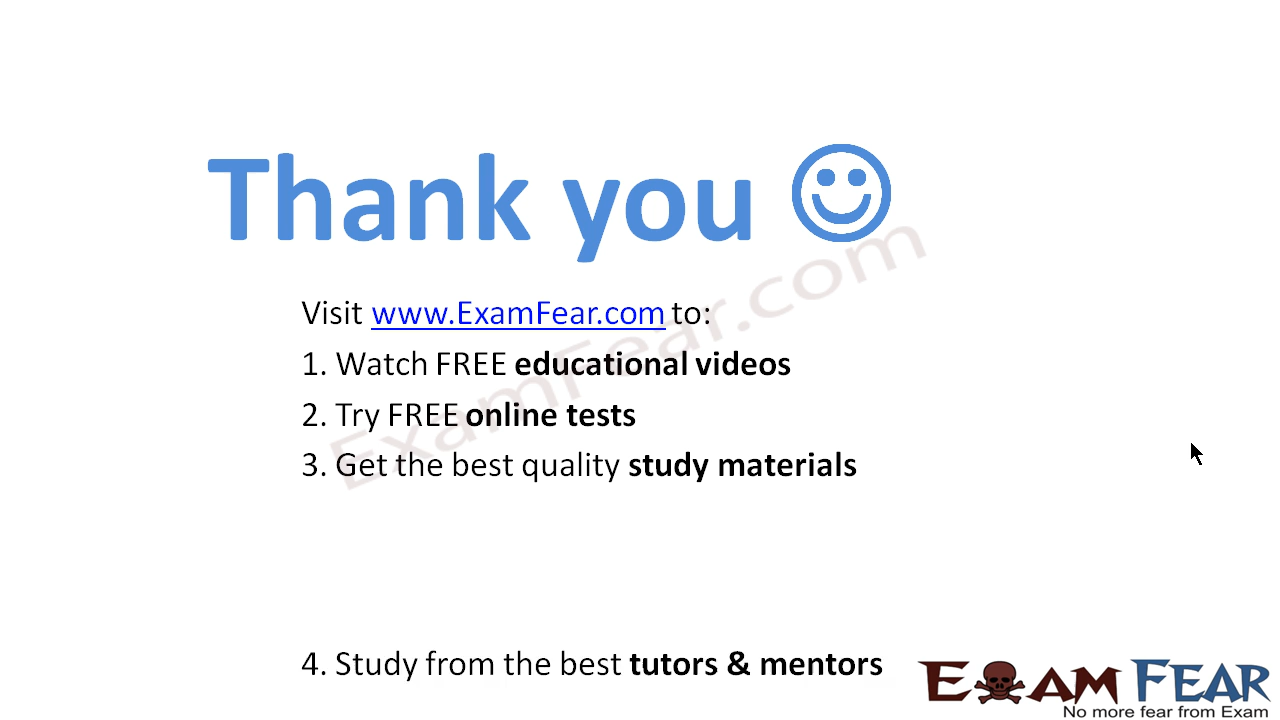 Thank you
Visit www.ExamFear.com to:
1. Watch FREE educational videos
2. Try FREE online tests
3. Get the best quality study materials
ExamFear.com
4. Study from the best tutors & mentors
EXAM FEAR
No more fear from Exam